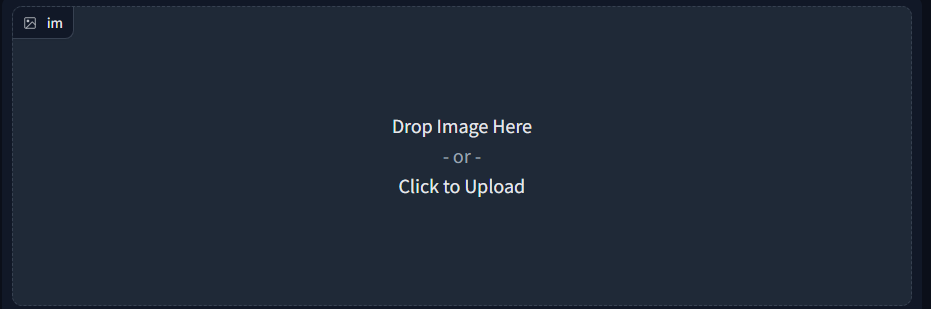 im
Drop Image Here
- or -
Click to Upload